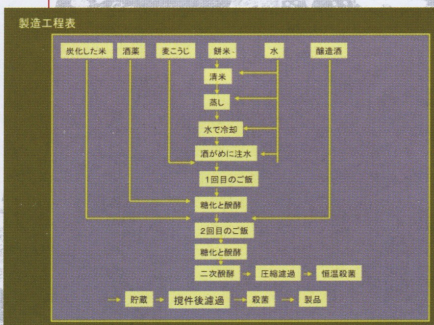 製造工程表
炭化した米 酒薬 麦こうじ 餅米 水 醸造酒
清米
蒸し
水で冷却
酒がめに注水
1回目のご飯
糖化と醗酵
2回目のご飯
糖化と醗酵
二次醗酵 圧縮濾過 恒温殺菌
貯蔵 撹件後濾過 殺菌 製品